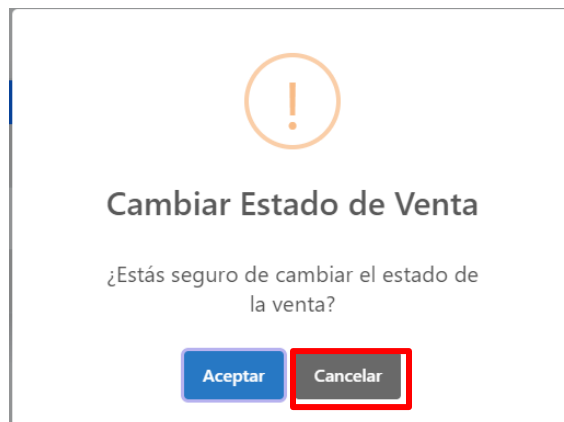 Cambiar Estado de Venta
¿Estás seguro de cambiar el estado de
la venta?
Aceptar
Cancelar